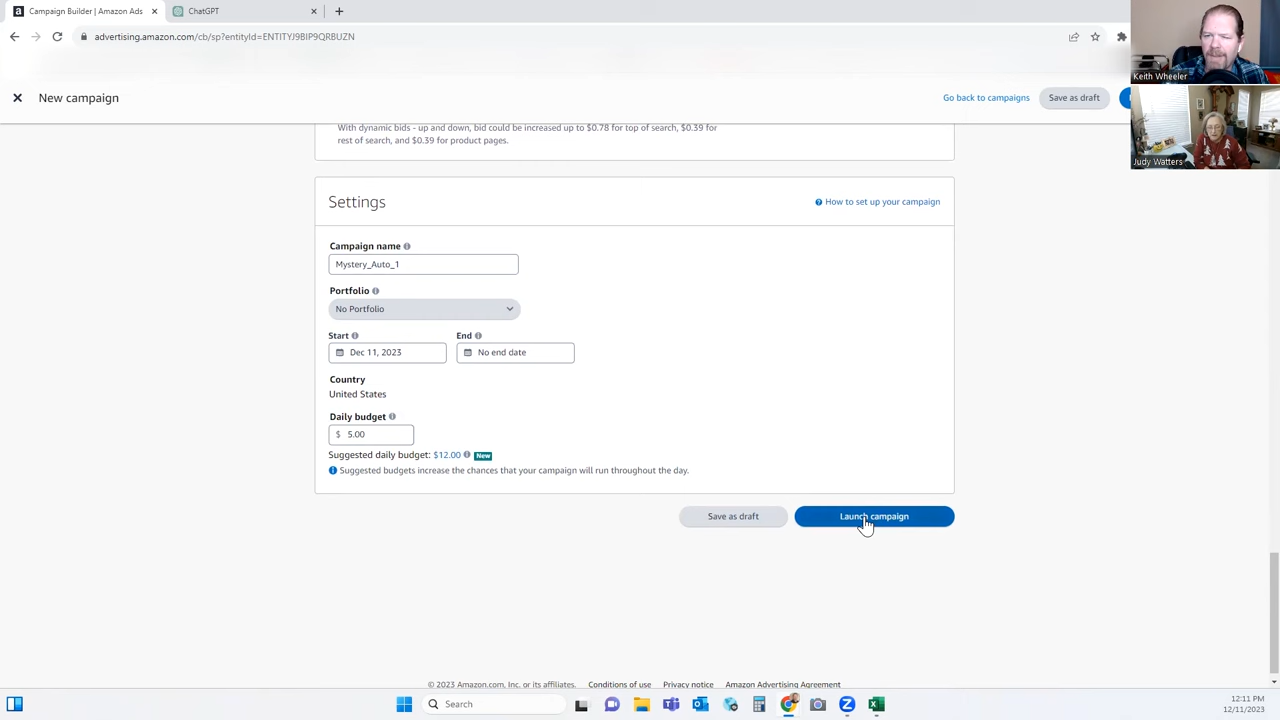 Campaign Builder | Amazon Ads
ChatGPT
advertising.amazon.com/cb/sp?entityId=ENTITYJ9BIP9QRBUZN
New campaign
Go back to campaigns
Save as draft
Keith Wheeler
Judy Watters
With dynamic bids - up and down, bid could be increased up to $0.78 for top of search, $0.39 for
rest of search, and $0.39 for product pages.
Settings
How to set up your campaign
Campaign name
Mystery_Auto_1
Portfolio
No Portfolio
Start
End
Dec 11, 2023
No end date
Country
United States
Daily budget
$ 5.00
Suggested daily budget: $12.00 New
Suggested budgets increase the chances that your campaign will run throughout the day.
Save as draft
Launch campaign
© 2023 Amazon.com, Inc. or its affiliates.
Conditions of use
Privacy notice
Amazon Advertising Agreement
Search
12:11 PM
12/11/2023